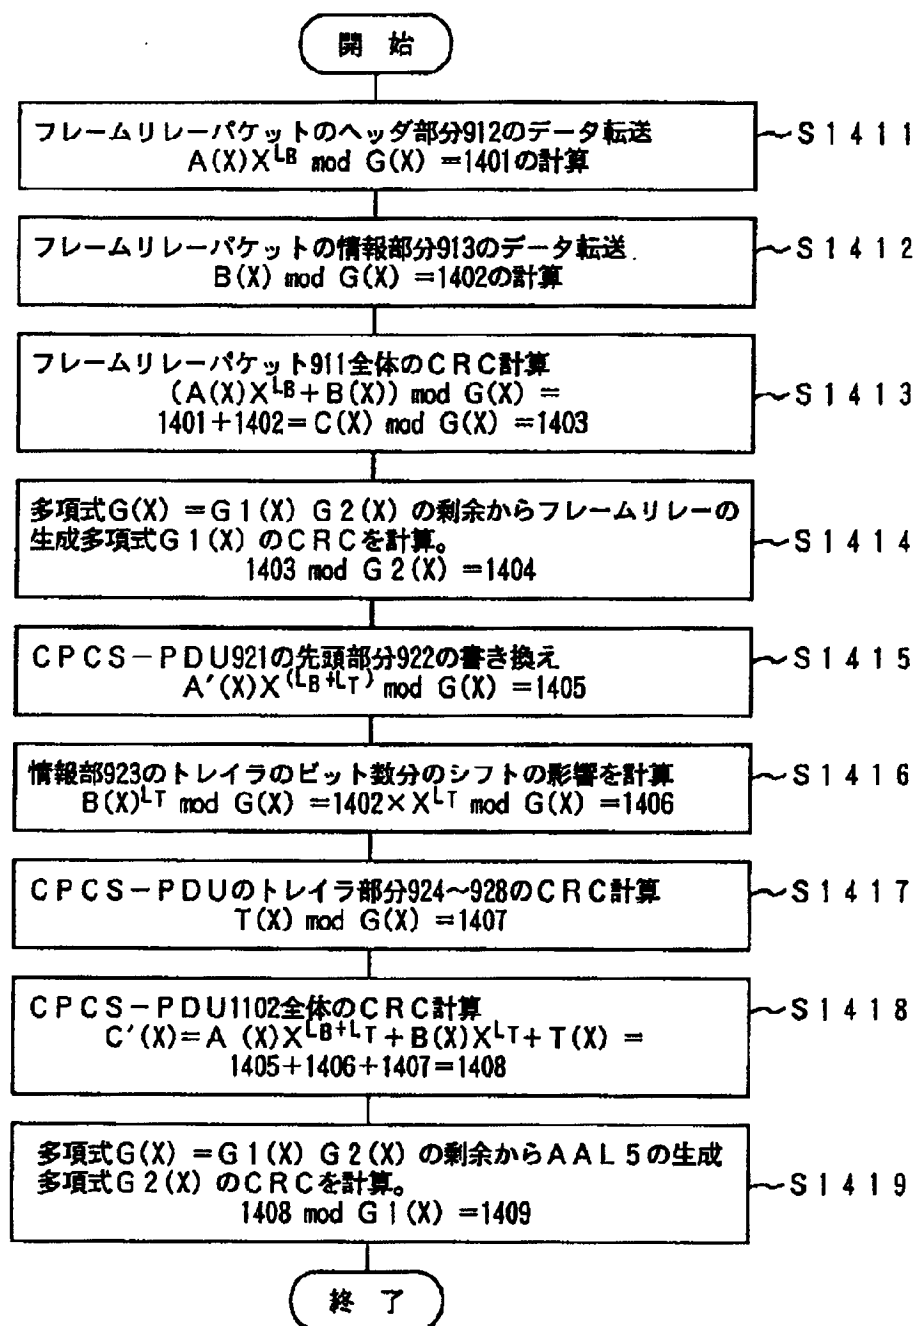 開 始
フレームリレーパケットのヘッダ部分912のデータ転送
A(X)X^LB mod G(X) =1401の計算
~S1411
フレームリレーパケットの情報部分913のデータ転送
B(X) mod G(X) =1402の計算
~S1412
フレームリレーパケット911全体のCRC計算
(A(X)X^LB+B(X)) mod G(X) =
1401+1402=C(X) mod G(X) =1403
~S1413
多項式G(X) =G1(X) G2(X) の剰余からフレームリレーの
生成多項式G1(X) のCRCを計算。
1403 mod G2(X) =1404
~S1414
CPCS-PDU921の先頭部分922の書き換え
A′(X)X^(LB+LT) mod G(X) =1405
~S1415
情報部923のトレイラのビット数分のシフトの影響を計算
B(X)^LT mod G(X) =1402×X^LT mod G(X) =1406
~S1416
CPCS-PDUのトレイラ部分924~928のCRC計算
T(X) mod G(X) =1407
~S1417
CPCS-PDU1102全体のCRC計算
C′(X)=A (X)X^LB+LT+B(X)X^LT+T(X) =
1405+1406+1407=1408
~S1418
多項式G(X) =G1(X) G2(X) の剰余からAAL5の生成
多項式G2(X) のCRCを計算。
1408 mod G1(X) =1409
~S1419
終 了